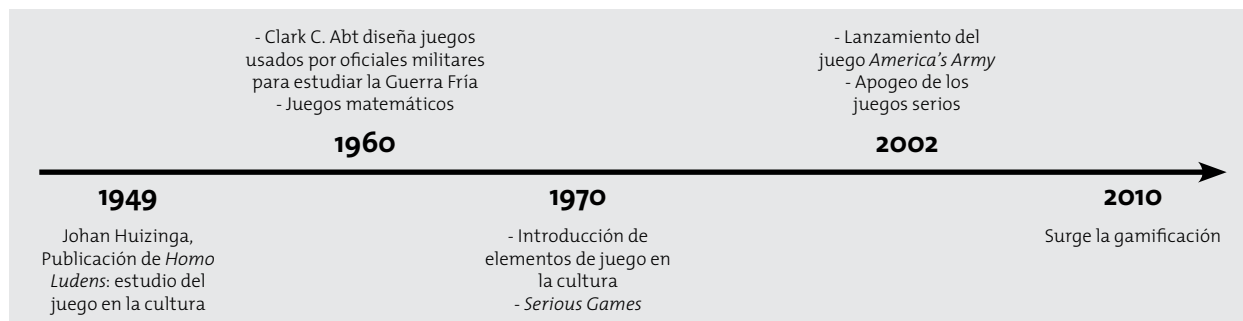 - Clark C. Abt diseña juegos
usados por oficiales militares
para estudiar la Guerra Fría
- Juegos matemáticos
1960
- Lanzamiento del
juego America’s Army
- Apogeo de los
juegos serios
2002
1949
Johan Huizinga,
Publicación de Homo
Ludens: estudio del
juego en la cultura
1970
- Introducción de
elementos de juego en
la cultura
- Serious Games
2010
Surge la gamificación